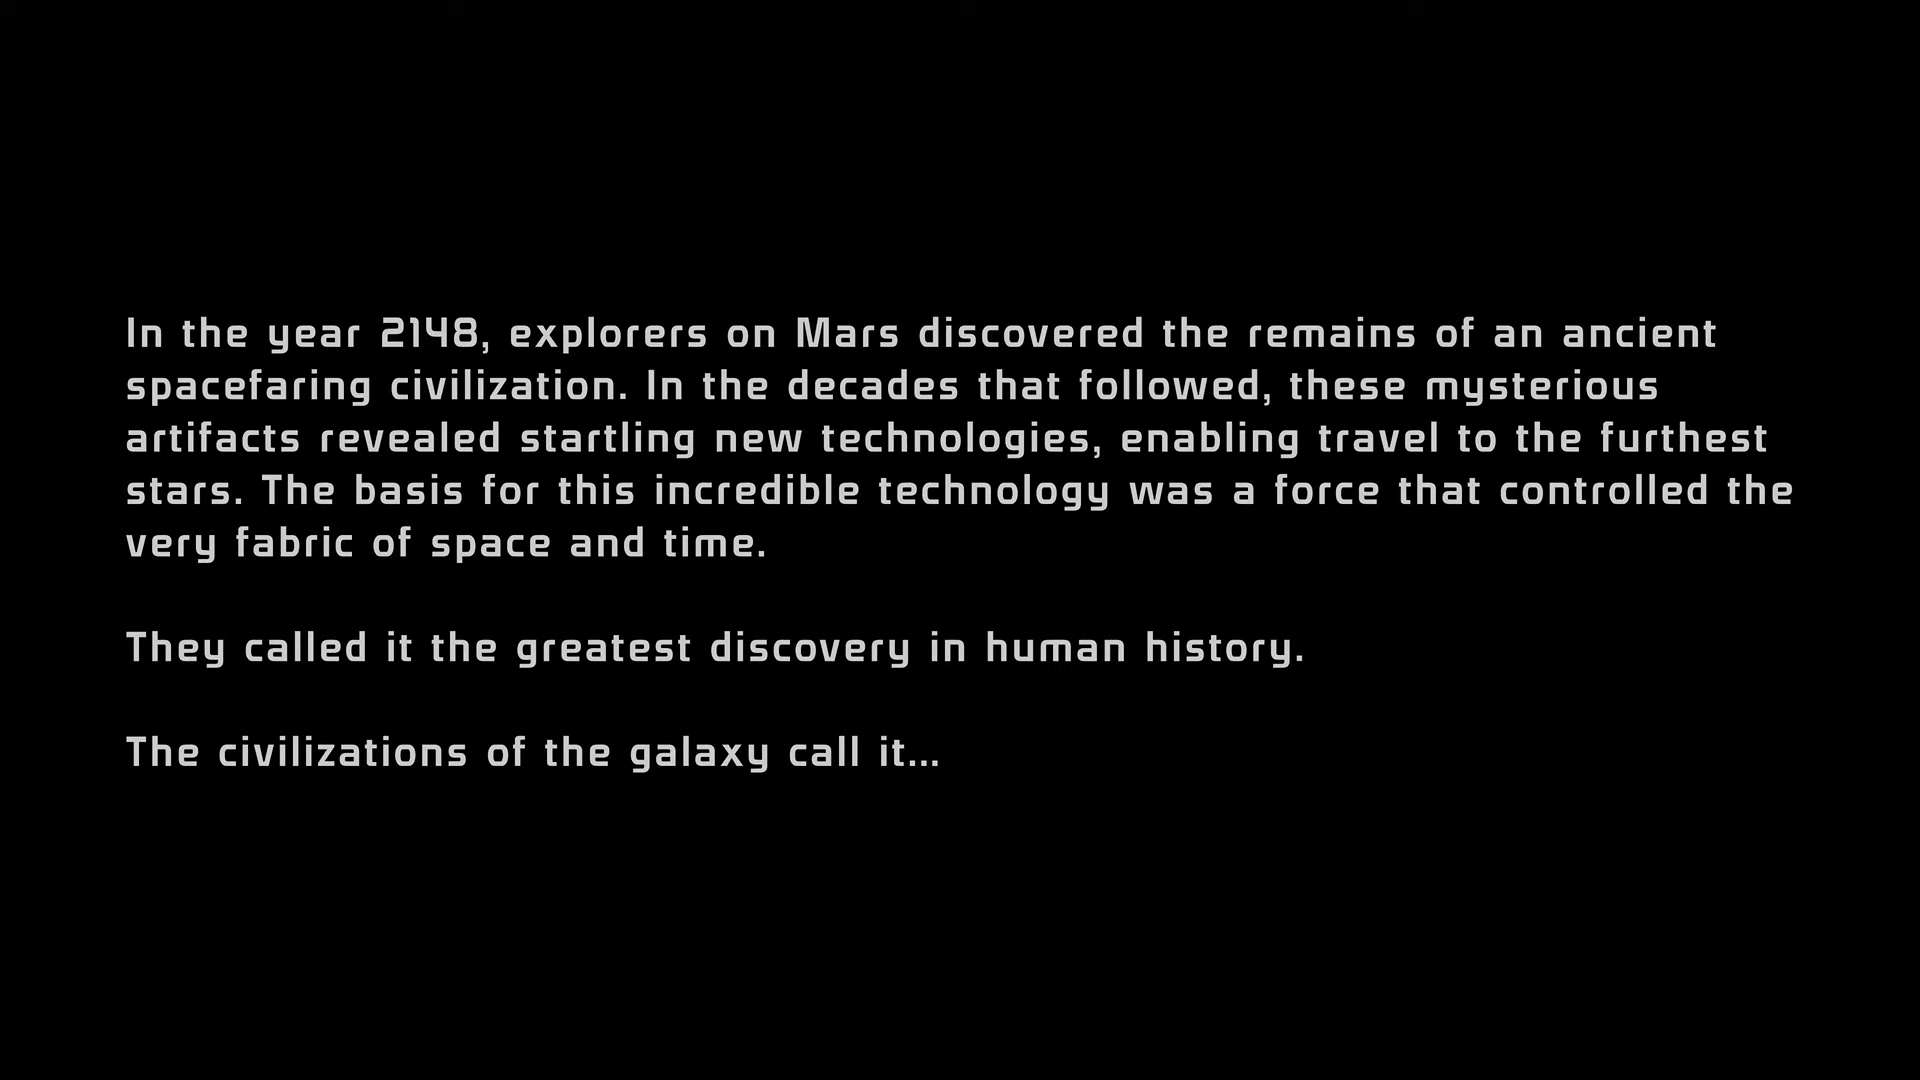 In the year 2148, explorers on Mars discovered the remains of an ancient
spacefaring civilization. In the decades that followed, these mysterious
artifacts revealed startling new technologies, enabling travel to the furthest
stars. The basis for this incredible technology was a force that controlled the
very fabric of space and time.
They called it the greatest discovery in human history.
The civilizations of the galaxy call it...